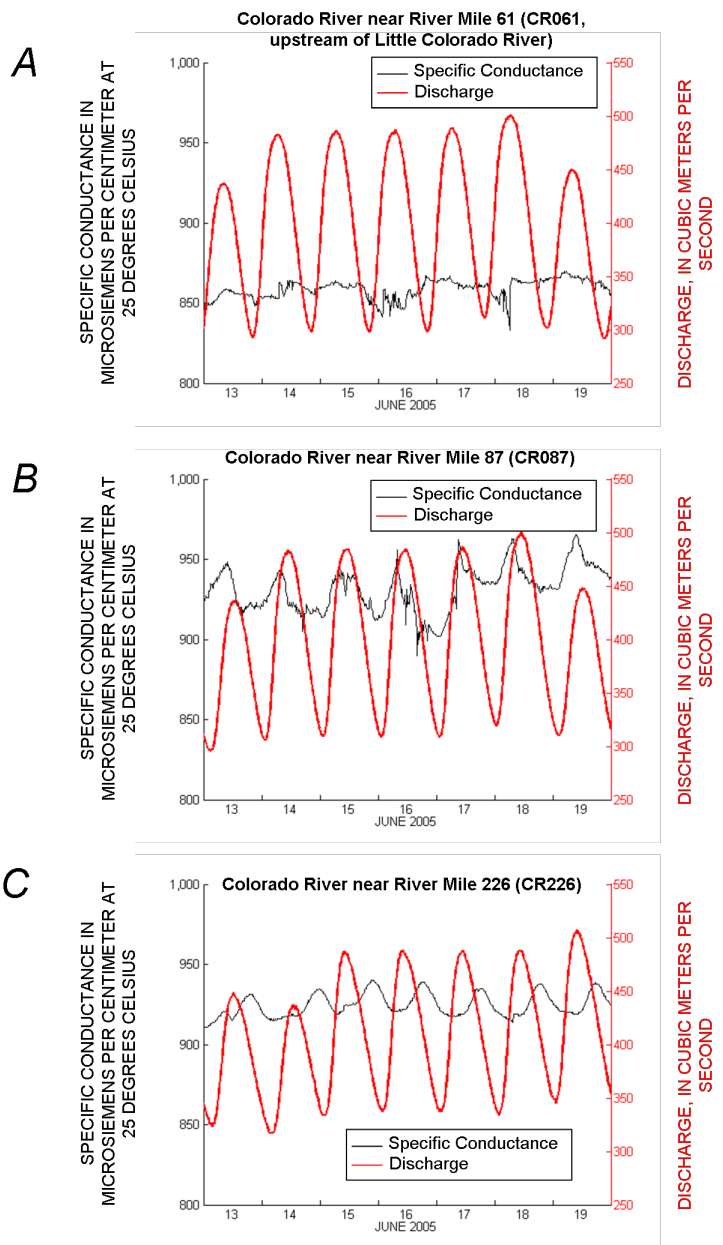 Colorado River near River Mile 61 (CR061,
upstream of Little Colorado River)
A
SPECIFIC CONDUCTANCE IN
MICROSIEMENS PER CENTIMETER AT
25 DEGREES CELSIUS
1,000
950
900
850
800
Specific Conductance
Discharge
550
500
450
400
350
300
250
DISCHARGE, IN CUBIC METERS PER
SECOND
13 14 15 16 17 18 19
JUNE 2005
B
Colorado River near River Mile 87 (CR087)
SPECIFIC CONDUCTANCE IN
MICROSIEMENS PER CENTIMETER AT
25 DEGREES CELSIUS
1,000
950
900
850
800
Specific Conductance
Discharge
550
500
450
400
350
300
250
DISCHARGE, IN CUBIC METERS PER
SECOND
13 14 15 16 17 18 19
JUNE 2005
C
Colorado River near River Mile 226 (CR226)
SPECIFIC CONDUCTANCE IN
MICROSIEMENS PER CENTIMETER AT
25 DEGREES CELSIUS
1,000
950
900
850
800
Specific Conductance
Discharge
550
500
450
400
350
300
250
DISCHARGE, IN CUBIC METERS PER
SECOND
13 14 15 16 17 18 19
JUNE 2005